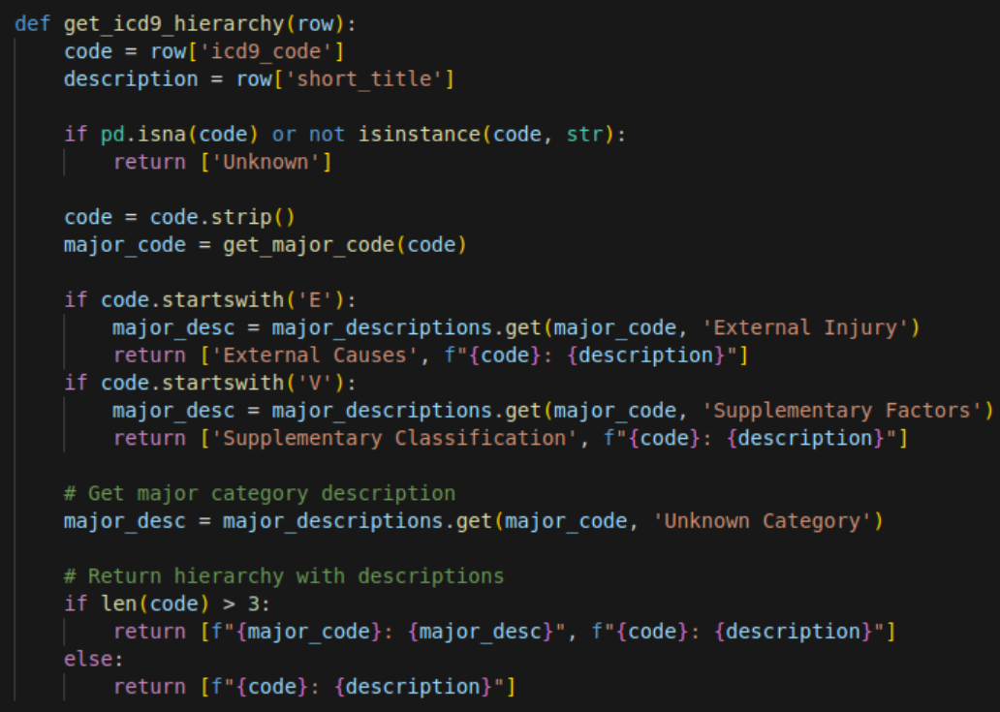 def get_icd9_hierarchy(row):
    code = row['icd9_code']
    description = row['short_title']

    if pd.isna(code) or not isinstance(code, str):
        return ['Unknown']

    code = code.strip()
    major_code = get_major_code(code)

    if code.startswith('E'):
        major_desc = major_descriptions.get(major_code, 'External Injury')
        return ['External Causes', f"{code}: {description}"]
    if code.startswith('V'):
        major_desc = major_descriptions.get(major_code, 'Supplementary Factors')
        return ['Supplementary Classification', f"{code}: {description}"]

    # Get major category description
    major_desc = major_descriptions.get(major_code, 'Unknown Category')

    # Return hierarchy with descriptions
    if len(code) > 3:
        return [f"{major_code}: {major_desc}", f"{code}: {description}"]
    else:
        return [f"{code}: {description}"]